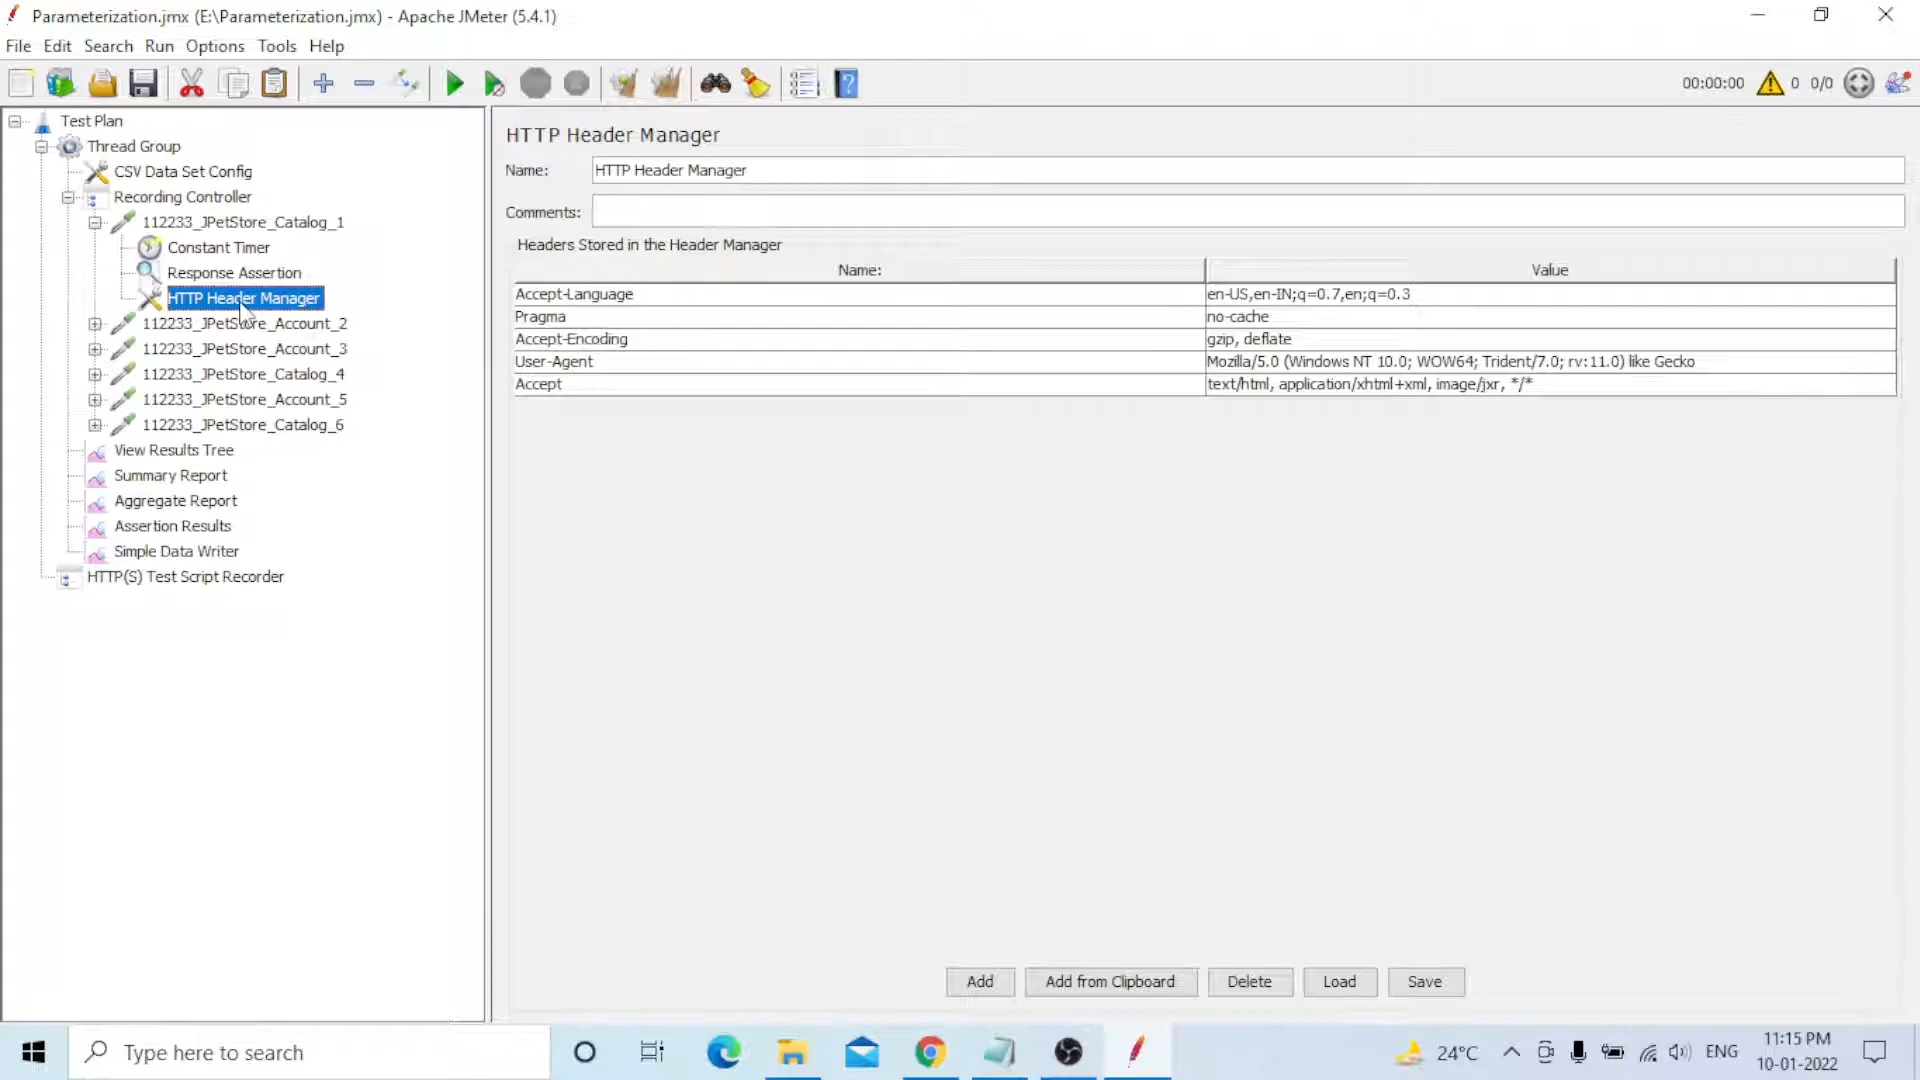 Parameterization.jmx (E:\Parameterization.jmx) - Apache JMeter (5.4.1)
File Edit Search Run Options Tools Help
00:00:00 0 0/0
Test Plan
Thread Group
CSV Data Set Config
Recording Controller
112233_JPetStore_Catalog_1
Constant Timer
Response Assertion
HTTP Header Manager
112233_JPetStore_Account_2
112233_JPetStore_Account_3
112233_JPetStore_Catalog_4
112233_JPetStore_Account_5
112233_JPetStore_Catalog_6
View Results Tree
Summary Report
Aggregate Report
Assertion Results
Simple Data Writer
HTTP(S) Test Script Recorder
HTTP Header Manager
Name: HTTP Header Manager
Comments:
Headers Stored in the Header Manager
Name: Value
Accept-Language en-US,en-IN;q=0.7,en;q=0.3
Pragma no-cache
Accept-Encoding gzip, deflate
User-Agent Mozilla/5.0 (Windows NT 10.0; WOW64; Trident/7.0; rv:11.0) like Gecko
Accept text/html, application/xhtml+xml, image/jxr, */*
Add Add from Clipboard Delete Load Save
Type here to search
24°C ENG
11:15 PM
10-01-2022